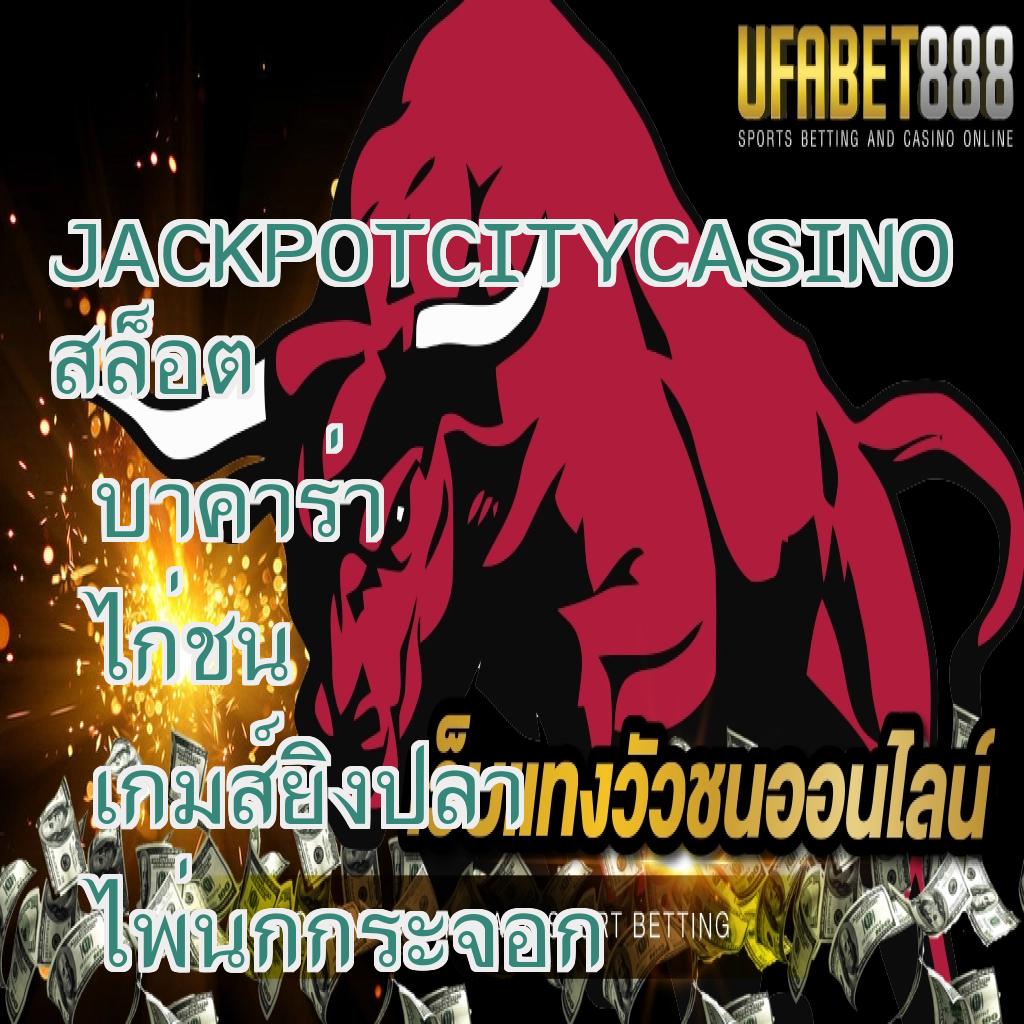 UFABET888
SPORTS BETTING AND CASINO ONLINE
JACKPOTCITYCASINO
สล็อต
บาคาร่า
ไก่ชน
เกมส์ยิงปลา
แทงวัวชนออนไลน์
ไพ่นกกระจอก
BETTING